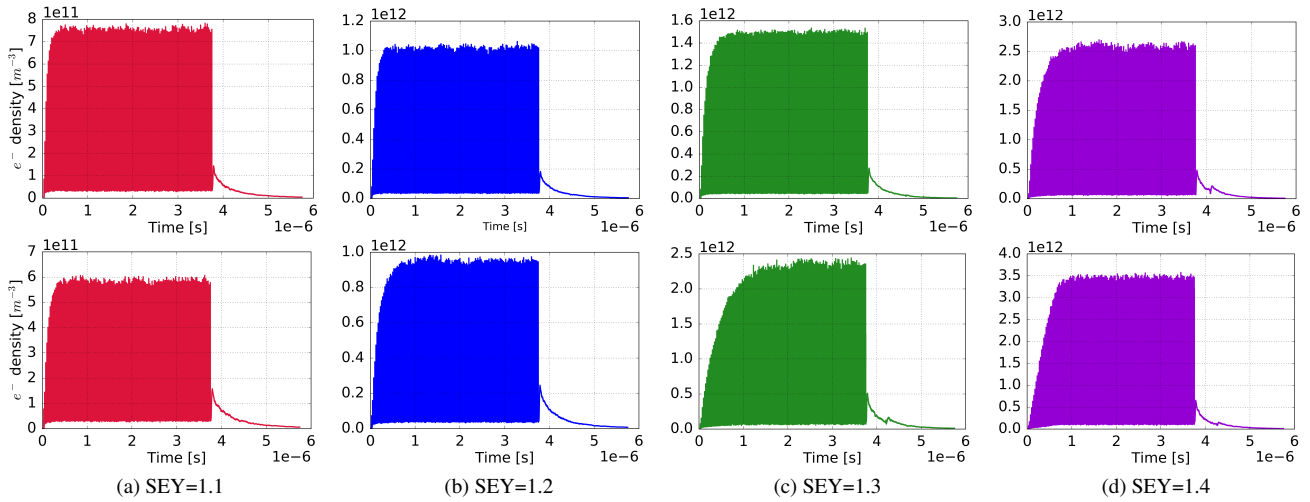 8 1e11
7
6
5
4
3
2
1
0
e⁻ density [m⁻³]
0 1 2 3 4 5 6
Time [s] 1e−6
1e12
1.2
1.0
0.8
0.6
0.4
0.2
0.0
0 1 2 3 4 5 6
Time [s] 1e−6
1e12
1.6
1.4
1.2
1.0
0.8
0.6
0.4
0.2
0.0
0 1 2 3 4 5 6
Time [s] 1e−6
1e12
3.0
2.5
2.0
1.5
1.0
0.5
0.0
0 1 2 3 4 5 6
Time [s] 1e−6
7 1e11
6
5
4
3
2
1
0
e⁻ density [m⁻³]
0 1 2 3 4 5 6
Time [s] 1e−6
1e12
1.0
0.8
0.6
0.4
0.2
0.0
0 1 2 3 4 5 6
Time [s] 1e−6
1e12
2.5
2.0
1.5
1.0
0.5
0.0
0 1 2 3 4 5 6
Time [s] 1e−6
1e12
4.0
3.5
3.0
2.5
2.0
1.5
1.0
0.5
0.0
0 1 2 3 4 5 6
Time [s] 1e−6
(a) SEY=1.1
(b) SEY=1.2
(c) SEY=1.3
(d) SEY=1.4